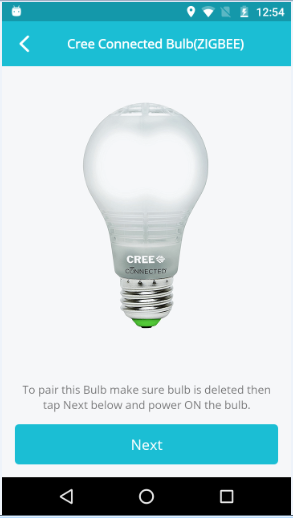 12:54
Cree Connected Bulb(ZIGBEE)
CREE
CONNECTED
To pair this Bulb make sure bulb is deleted then
tap Next below and power ON the bulb.
Next